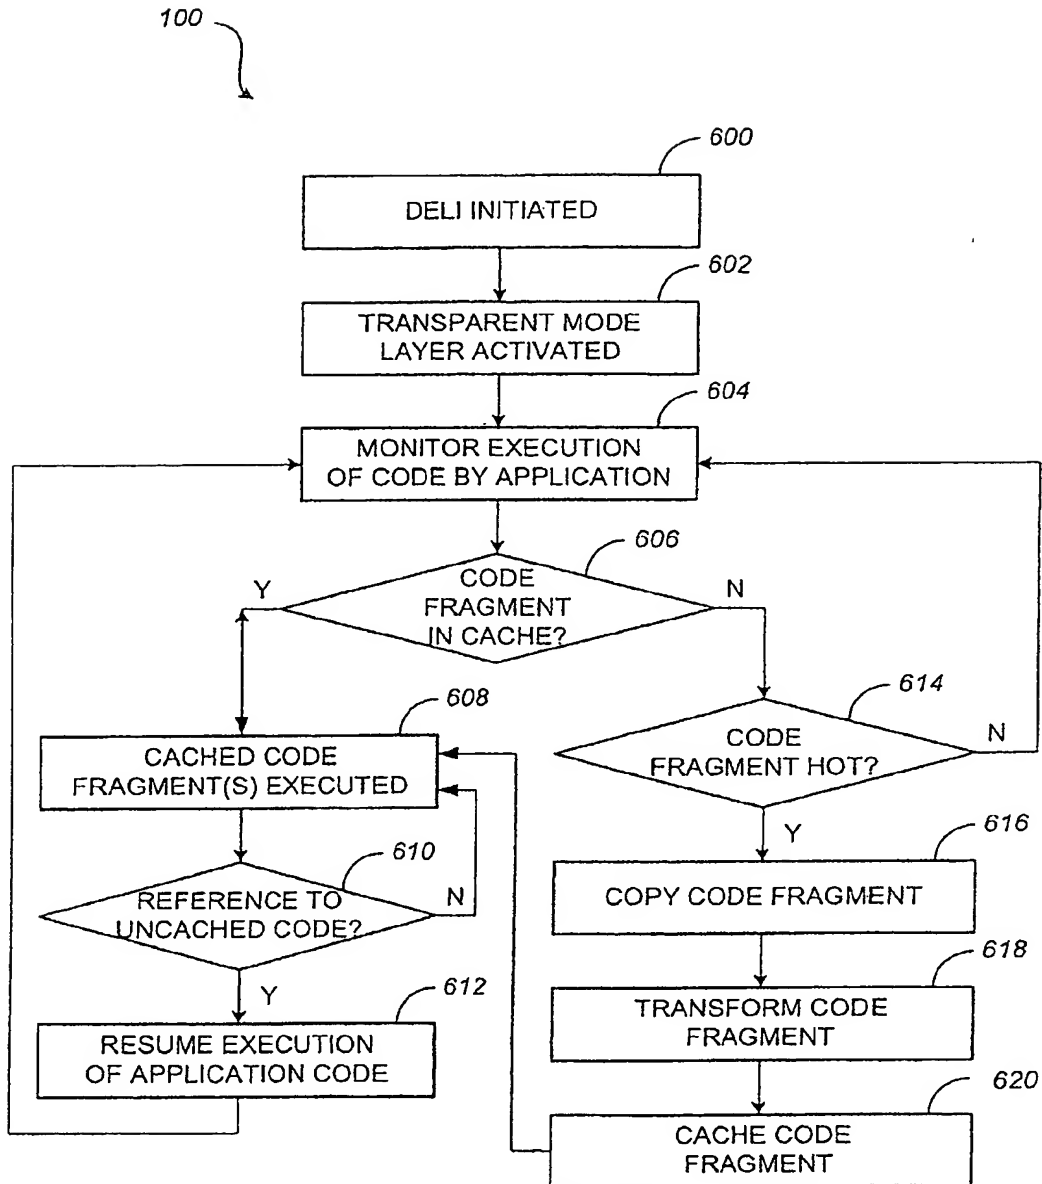 100
600
DELI INITIATED
602
TRANSPARENT MODE
LAYER ACTIVATED
604
MONITOR EXECUTION
OF CODE BY APPLICATION
606
CODE
FRAGMENT
IN CACHE?
Y
N
608
CACHED CODE
FRAGMENT(S) EXECUTED
614
CODE
FRAGMENT HOT?
N
Y
610
REFERENCE TO
UNCACHED CODE?
N
Y
612
RESUME EXECUTION
OF APPLICATION CODE
616
COPY CODE FRAGMENT
618
TRANSFORM CODE
FRAGMENT
620
CACHE CODE
FRAGMENT